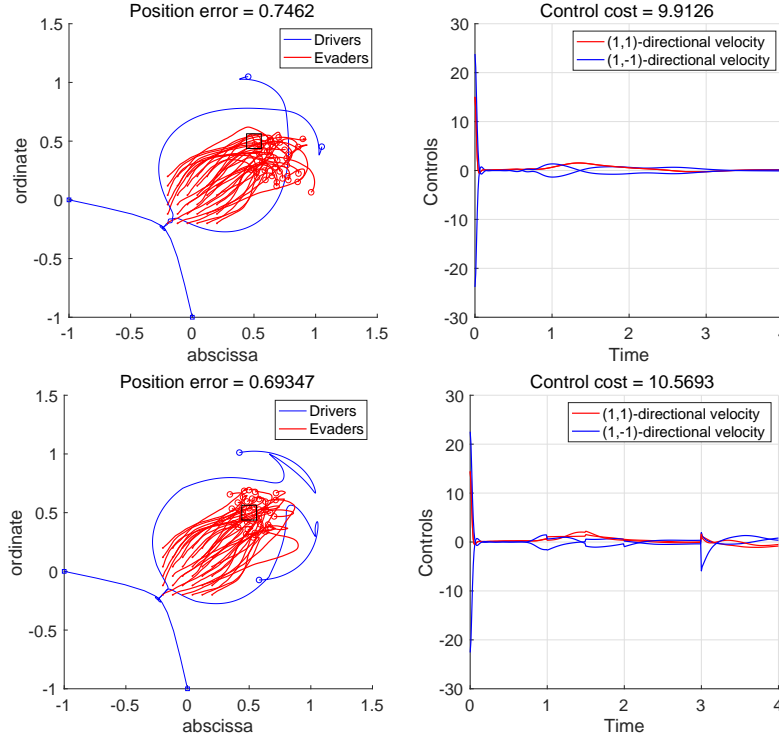 Position error = 0.7462
Control cost = 9.9126
1.5
1
0.5
0
-0.5
-1
ordinate
-1
-0.5
0
0.5
1
1.5
abscissa
Drivers
Evaders
30
20
10
0
-10
-20
-30
Controls
0
1
2
3
4
Time
(1,1)-directional velocity
(1,-1)-directional velocity
Position error = 0.69347
Control cost = 10.5693
1.5
1
0.5
0
-0.5
-1
ordinate
-1
-0.5
0
0.5
1
1.5
abscissa
Drivers
Evaders
30
20
10
0
-10
-20
-30
Controls
0
1
2
3
4
Time
(1,1)-directional velocity
(1,-1)-directional velocity